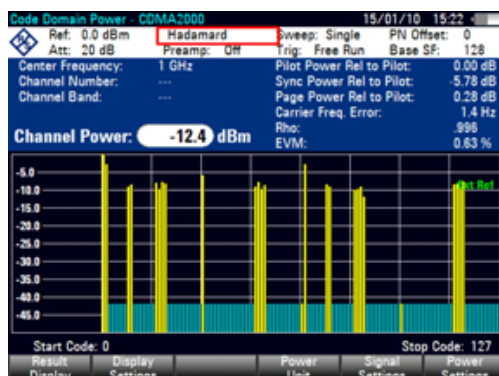 Code Domain Power - CDMA2000 15/01/10 15:22
Ref: 0.0 dBm Hadamard Sweep: Single PN Offset: 0
Att: 20 dB Preamp: Off Trig: Free Run Base SF: 128
Center Frequency: 1 GHz Pilot Power Rel to Pilot: 0.00 dB
Channel Number: --- Sync Power Rel to Pilot: -5.78 dB
Channel Band: --- Page Power Rel to Pilot: 0.28 dB
Carrier Freq. Error: 1.4 Hz
Rho: .996
Channel Power: -12.4 dBm EVM: 0.63 %
-5.0
Ext Ref
-10.0
-15.0
-20.0
-25.0
-30.0
-35.0
-40.0
-45.0
Start Code: 0 Stop Code: 127
Result Display Power Signal Power
Display Settings Unit Settings Settings